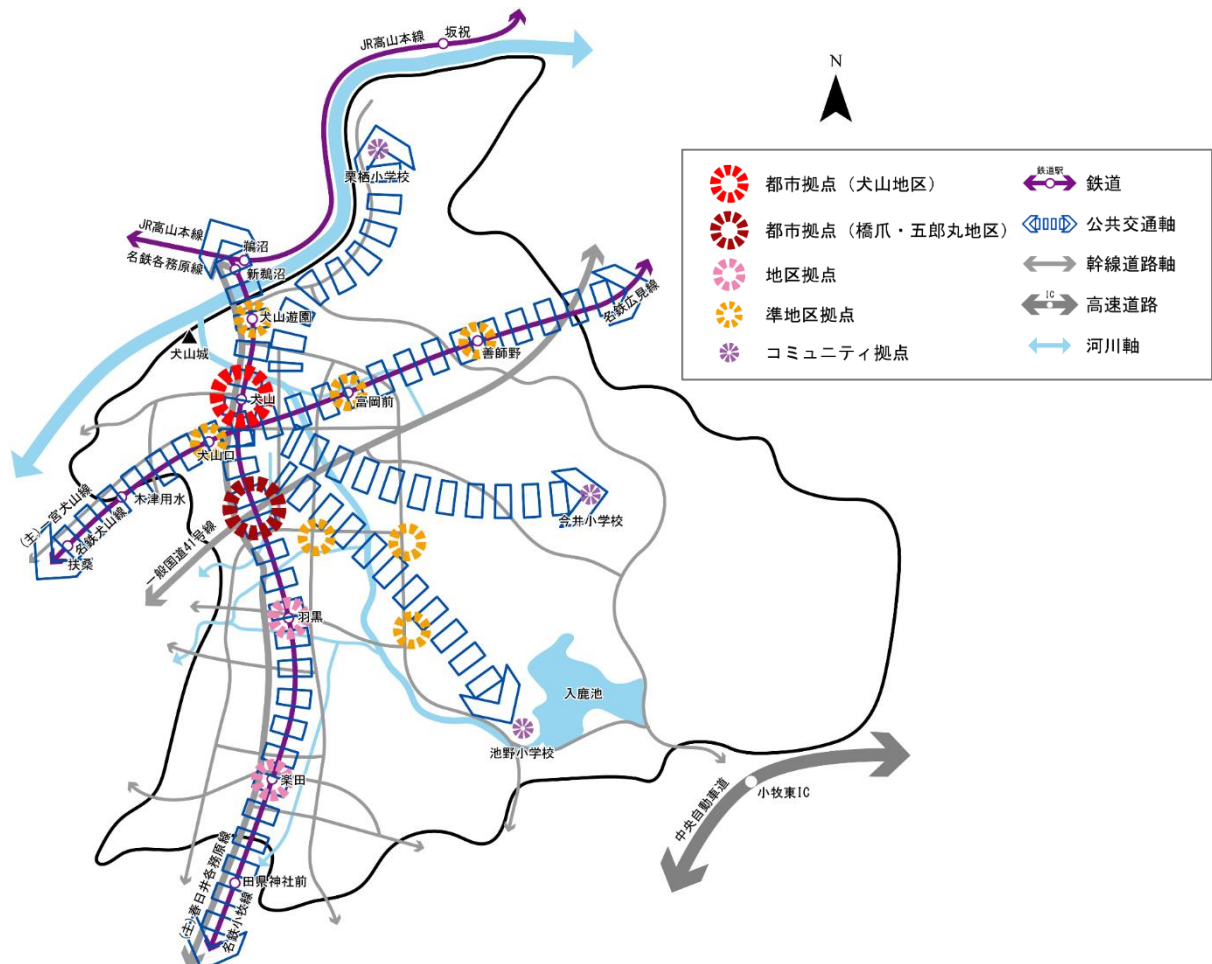 坂祝
JR高山本線
N
栗栖小学校
JR高山本線
鵜沼
名鉄各務原線
新鵜沼
犬山遊園
名鉄広見線
犬山城
善師野
犬山
富岡前
犬山口
木津用水
(主)一宮犬山線
名鉄犬山線
扶桑
今井小学校
一般国道41号線
羽黒
入鹿池
池野小学校
楽田
中央自動車道
小牧東IC
田県神社前
(主)春日井各務原線
名鉄小牧線
都市拠点（犬山地区）
都市拠点（橋爪・五郎丸地区）
地区拠点
準地区拠点
コミュニティ拠点
鉄道駅
鉄道
公共交通軸
幹線道路軸
IC
高速道路
河川軸